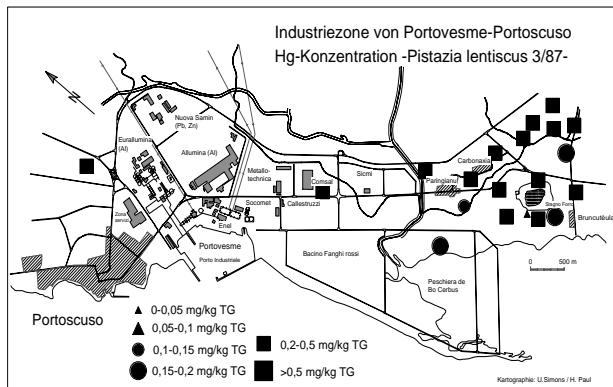 Industriezone von Portovesme-Portoscuso
Hg-Konzentration -Pistazia lentiscus 3/87-
N
Nuova Samin
(Pb, Zn)
Eurallumina
(Al)
Allumina (Al)
Metallo-
technica
Comsal
Sicmi
Carbonaxia
Paringianu
Stagno Forru
Bruncuteula
Zona
servizi
Socomet
Callestruzzi
Enel
Portovesme
Porto Industriale
Bacino Fanghi rossi
Peschiera de
Bo Cerbus
0 500 m
Portoscuso
0-0,05 mg/kg TG
0,05-0,1 mg/kg TG
0,1-0,15 mg/kg TG
0,15-0,2 mg/kg TG
0,2-0,5 mg/kg TG
>0,5 mg/kg TG
Kartographie: U.Simons / H. Paul